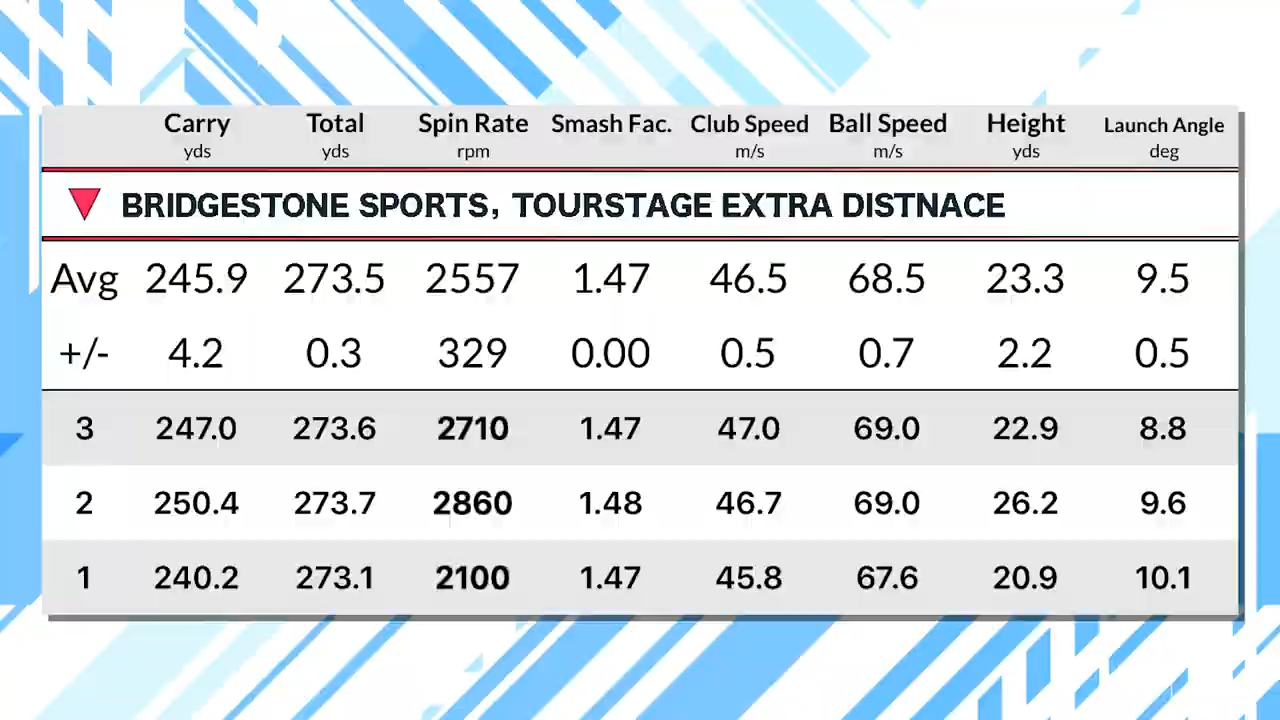 Carry Total Spin Rate Smash Fac. Club Speed Ball Speed Height Launch Angle
yds yds rpm m/s m/s yds deg
BRIDGESTONE SPORTS, TOURSTAGE EXTRA DISTNACE
Avg 245.9 273.5 2557 1.47 46.5 68.5 23.3 9.5
+/- 4.2 0.3 329 0.00 0.5 0.7 2.2 0.5
3 247.0 273.6 2710 1.47 47.0 69.0 22.9 8.8
2 250.4 273.7 2860 1.48 46.7 69.0 26.2 9.6
1 240.2 273.1 2100 1.47 45.8 67.6 20.9 10.1